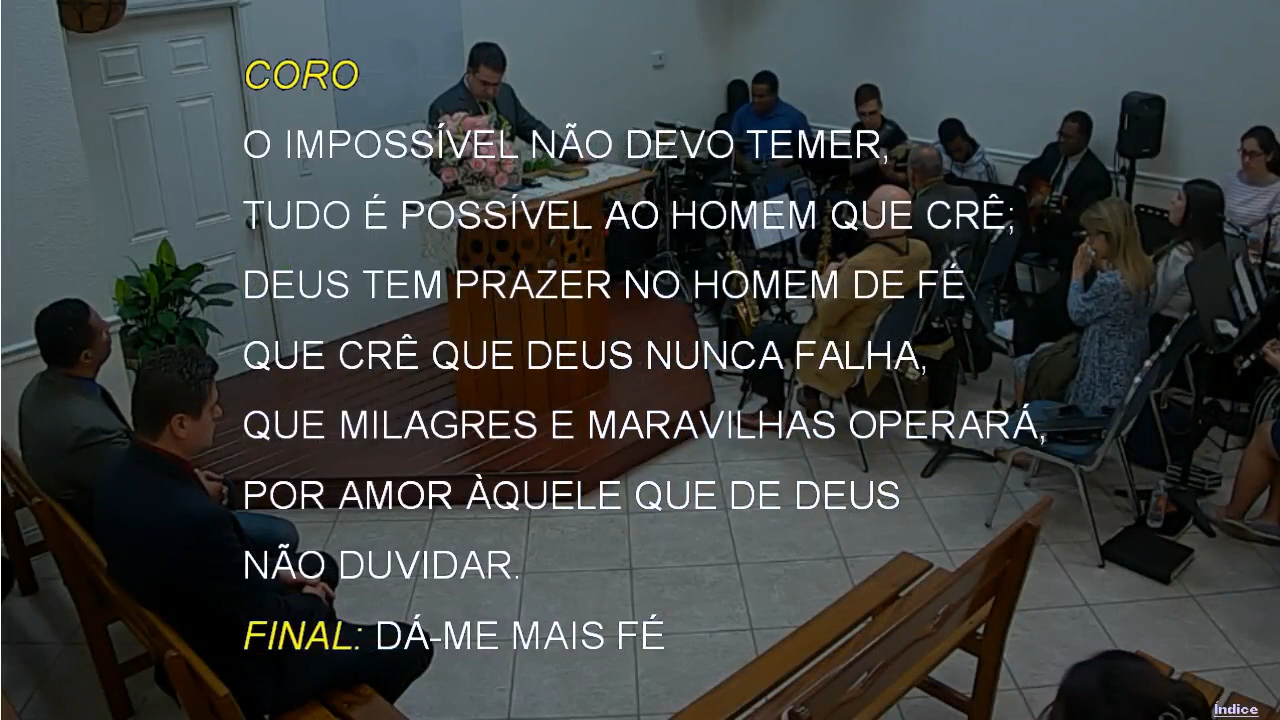 CORO
O IMPOSSÍVEL NÃO DEVO TEMER,
TUDO É POSSÍVEL AO HOMEM QUE CRÊ;
DEUS TEM PRAZER NO HOMEM DE FÉ
QUE CRÊ QUE DEUS NUNCA FALHA,
QUE MILAGRES E MARAVILHAS OPERARÁ,
POR AMOR ÀQUELE QUE DE DEUS
NÃO DUVIDAR.
FINAL: DÁ-ME MAIS FÉ
Índice